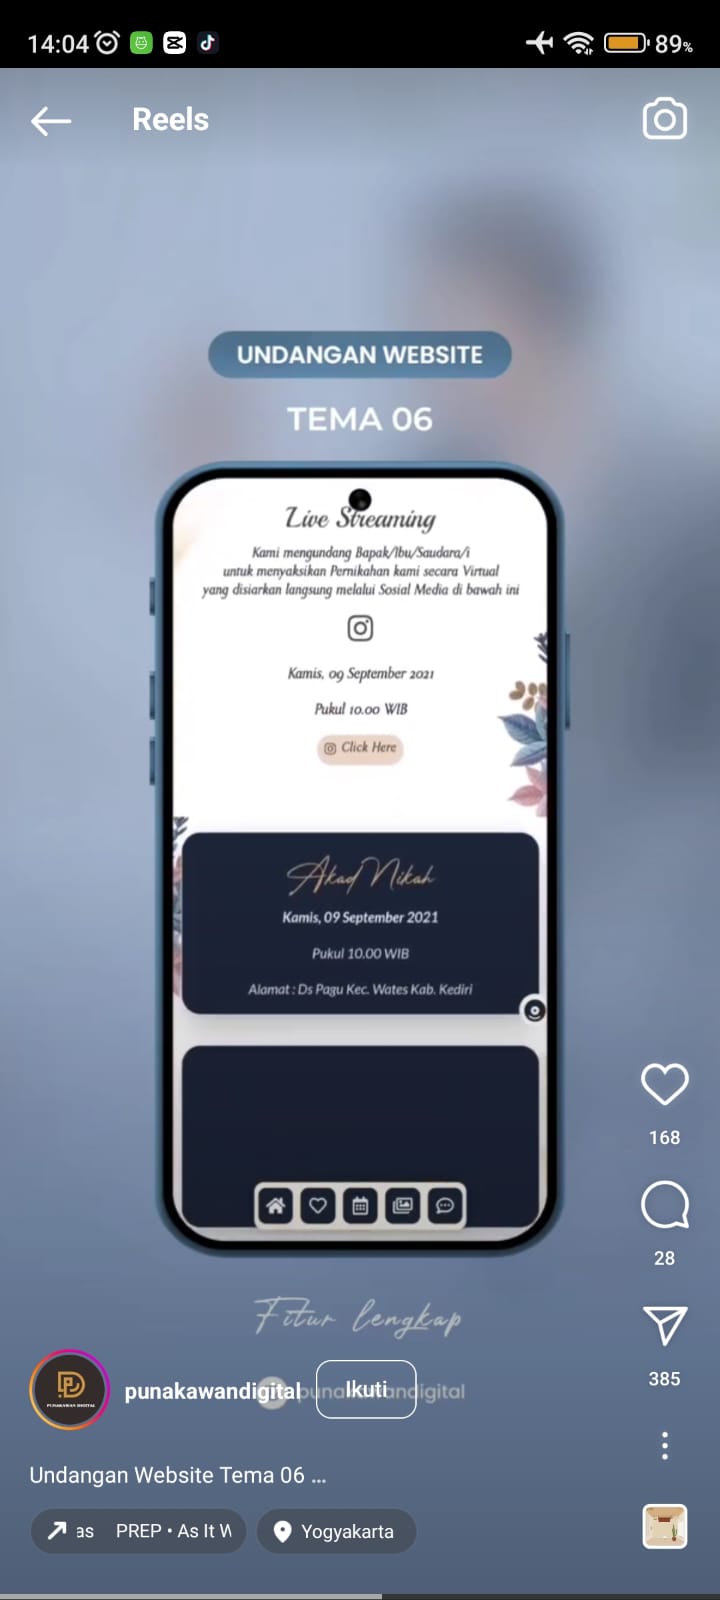 14:04
89%
Reels
UNDANGAN WEBSITE
TEMA 06
Live Streaming
Kami mengundang Bapak/Ibu/Saudara/i
untuk menyaksikan Pernikahan kami secara Virtual
yang disiarkan langsung melalui Sosial Media di bawah ini
Kamis, 09 September 2021
Pukul 10.00 WIB
Click Here
Akad Nikah
Kamis, 09 September 2021
Pukul 10.00 WIB
Alamat : Ds Pagu Kec. Wates Kab. Kediri
168
28
Fitur lengkap
385
PUNAKAWAN DIGITAL
punakawandigital
punakawandigital
Ikuti
Undangan Website Tema 06 ...
as PREP • As It W
Yogyakarta